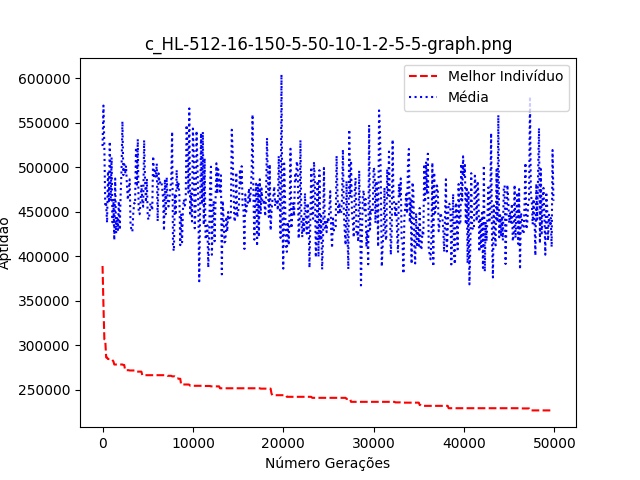 c_HL-512-16-150-5-50-10-1-2-5-5-graph.png
Melhor Indivíduo
Média
600000
550000
500000
450000
400000
350000
300000
250000
Aptidão
0
10000
20000
30000
40000
50000
Número Gerações